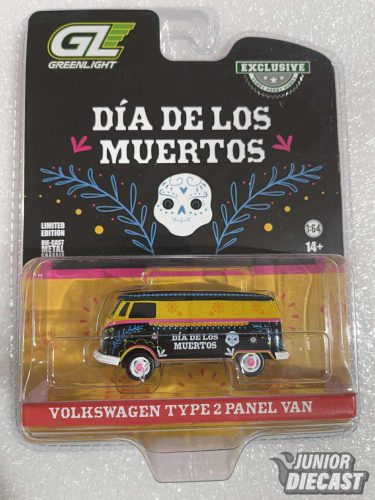 GL
GREENLIGHT
EXCLUSIVE
DÍA DE LOS
MUERTOS
LIMITED
EDITION
DIE-CAST
METAL
CHASSIS
1:64
14+
DÍA DE LOS
MUERTOS
VOLKSWAGEN TYPE 2 PANEL VAN
JUNIOR
DIECAST